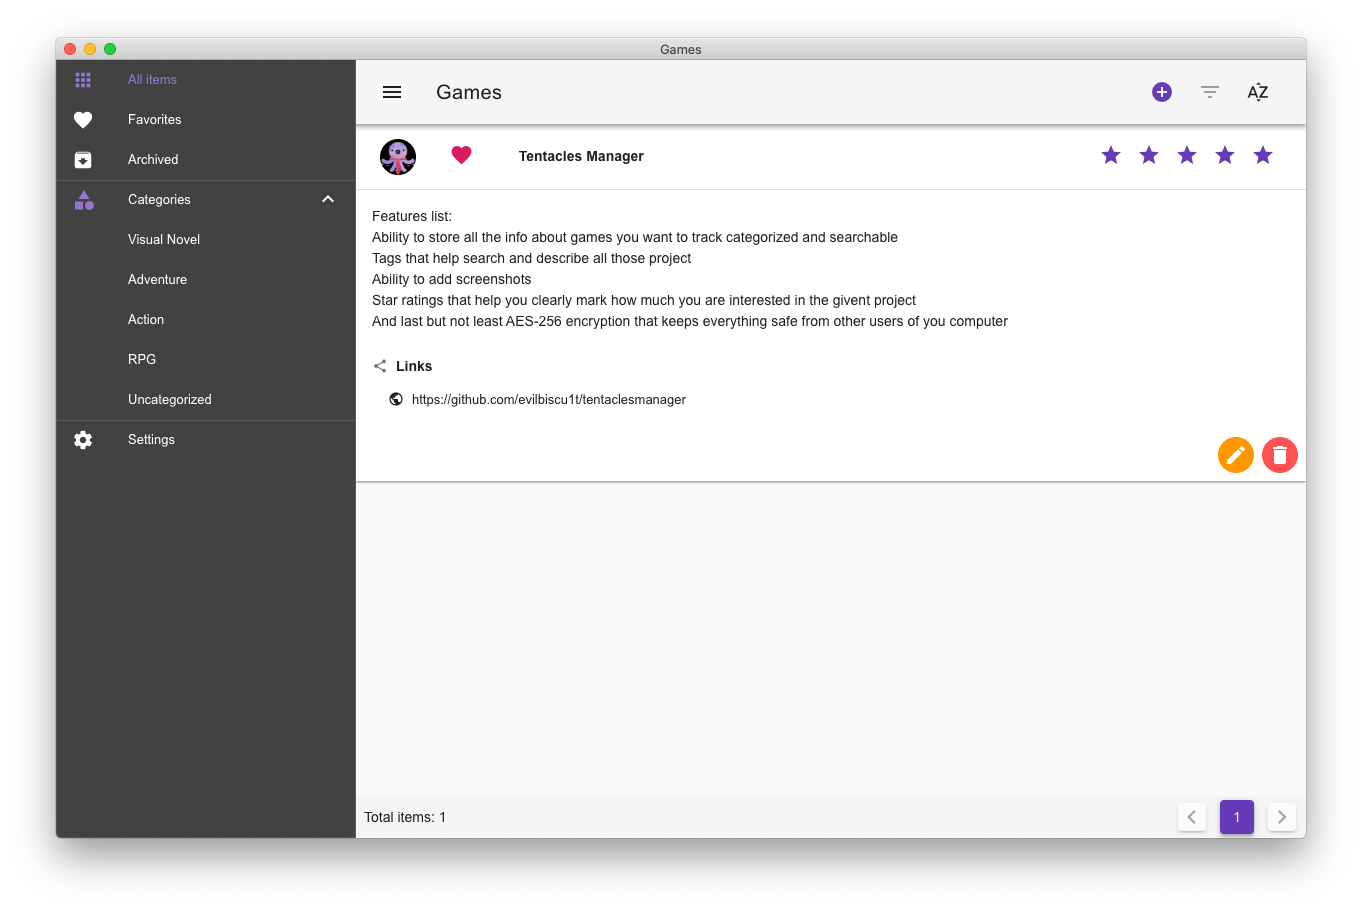 Games
All items
Favorites
Archived
Categories
Visual Novel
Adventure
Action
RPG
Uncategorized
Settings
Games
AZ
Tentacles Manager
Features list:
Ability to store all the info about games you want to track categorized and searchable
Tags that help search and describe all those project
Ability to add screenshots
Star ratings that help you clearly mark how much you are interested in the givent project
And last but not least AES-256 encryption that keeps everything safe from other users of you computer
Links
https://github.com/evilbiscu1t/tentaclesmanager
Total items: 1
1